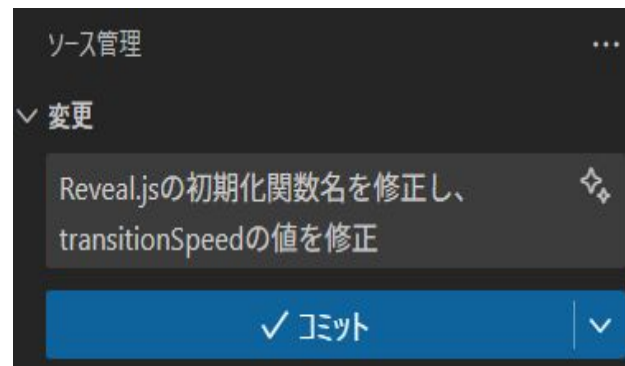 ソース管理
変更
Reveal.jsの初期化関数名を修正し、
transitionSpeedの値を修正
コミット